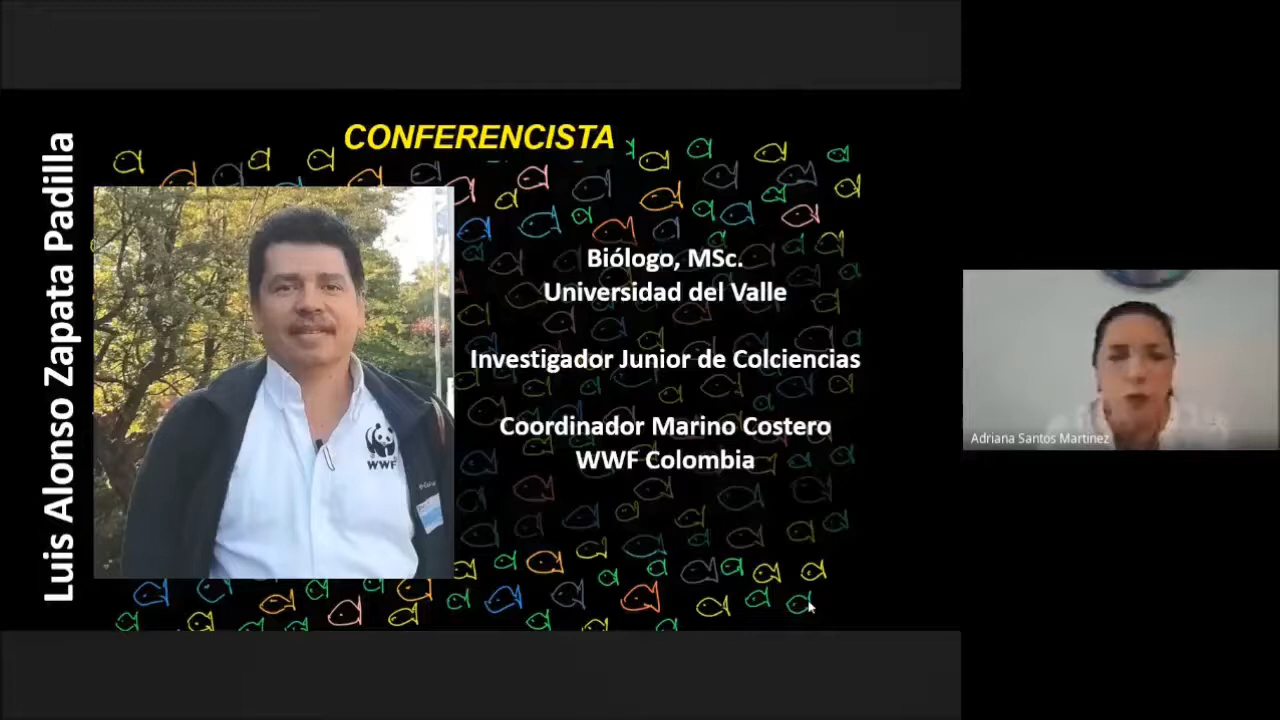 CONFERENCISTA
Luis Alonso Zapata Padilla
Biólogo, MSc.
Universidad del Valle
Investigador Junior de Colciencias
Coordinador Marino Costero
WWF Colombia
WWF
Adriana Santos Martinez